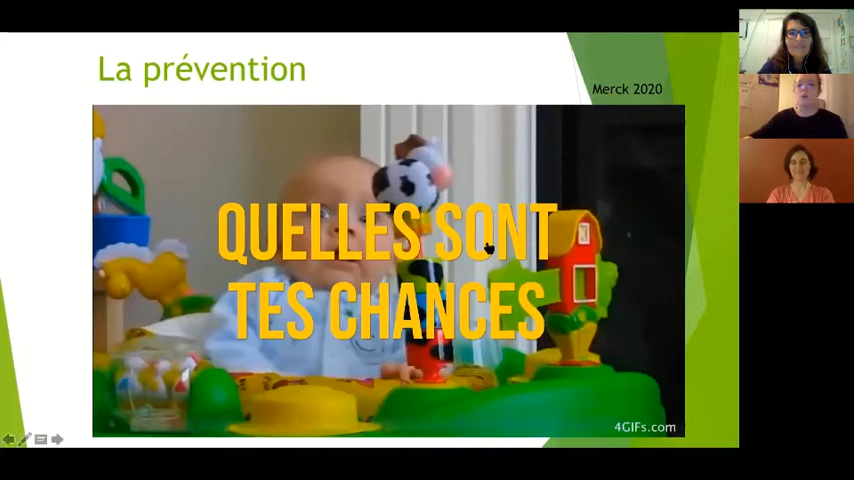 La prévention
Merck 2020
QUELLES SONT
TES CHANCES
4GIFs.com